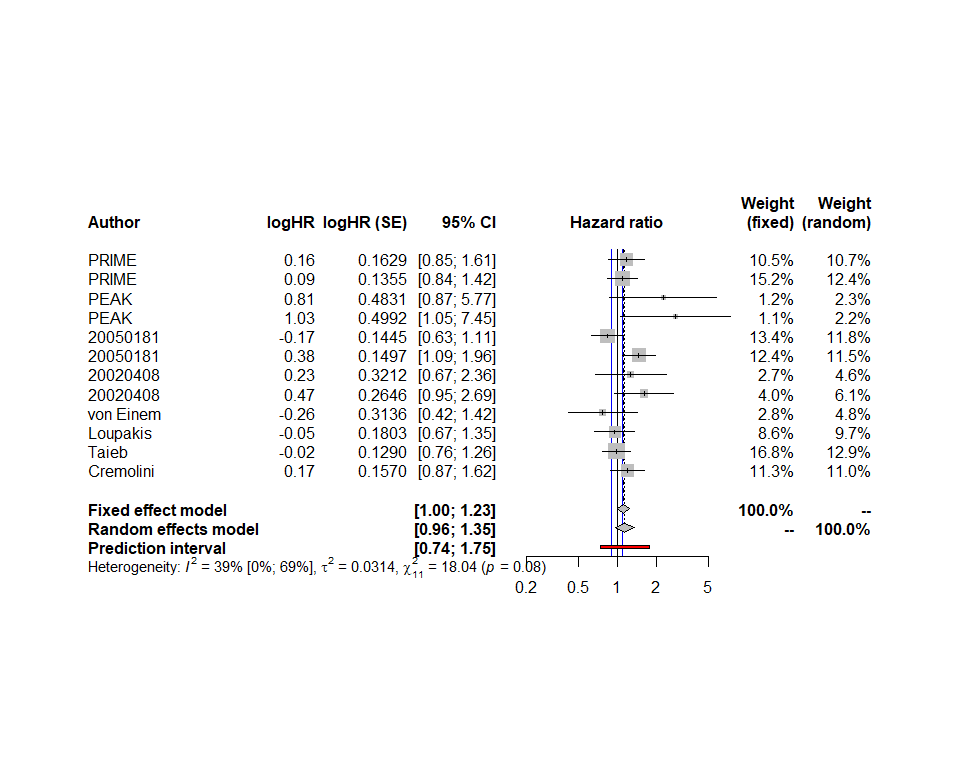 Weight Weight
Author logHR logHR (SE) 95% CI Hazard ratio (fixed) (random)
PRIME 0.16 0.1629 [0.85; 1.61] 10.5% 10.7%
PRIME 0.09 0.1355 [0.84; 1.42] 15.2% 12.4%
PEAK 0.81 0.4831 [0.87; 5.77] 1.2% 2.3%
PEAK 1.03 0.4992 [1.05; 7.45] 1.1% 2.2%
20050181 -0.17 0.1445 [0.63; 1.11] 13.4% 11.8%
20050181 0.38 0.1497 [1.09; 1.96] 12.4% 11.5%
20020408 0.23 0.3212 [0.67; 2.36] 2.7% 4.6%
20020408 0.47 0.2646 [0.95; 2.69] 4.0% 6.1%
von Einem -0.26 0.3136 [0.42; 1.42] 2.8% 4.8%
Loupakis -0.05 0.1803 [0.67; 1.35] 8.6% 9.7%
Taieb -0.02 0.1290 [0.76; 1.26] 16.8% 12.9%
Cremolini 0.17 0.1570 [0.87; 1.62] 11.3% 11.0%
Fixed effect model [1.00; 1.23] 100.0% --
Random effects model [0.96; 1.35] -- 100.0%
Prediction interval [0.74; 1.75]
Heterogeneity: I² = 39% [0%; 69%], τ² = 0.0314, χ²₁₁ = 18.04 (p = 0.08)
0.2 0.5 1 2 5